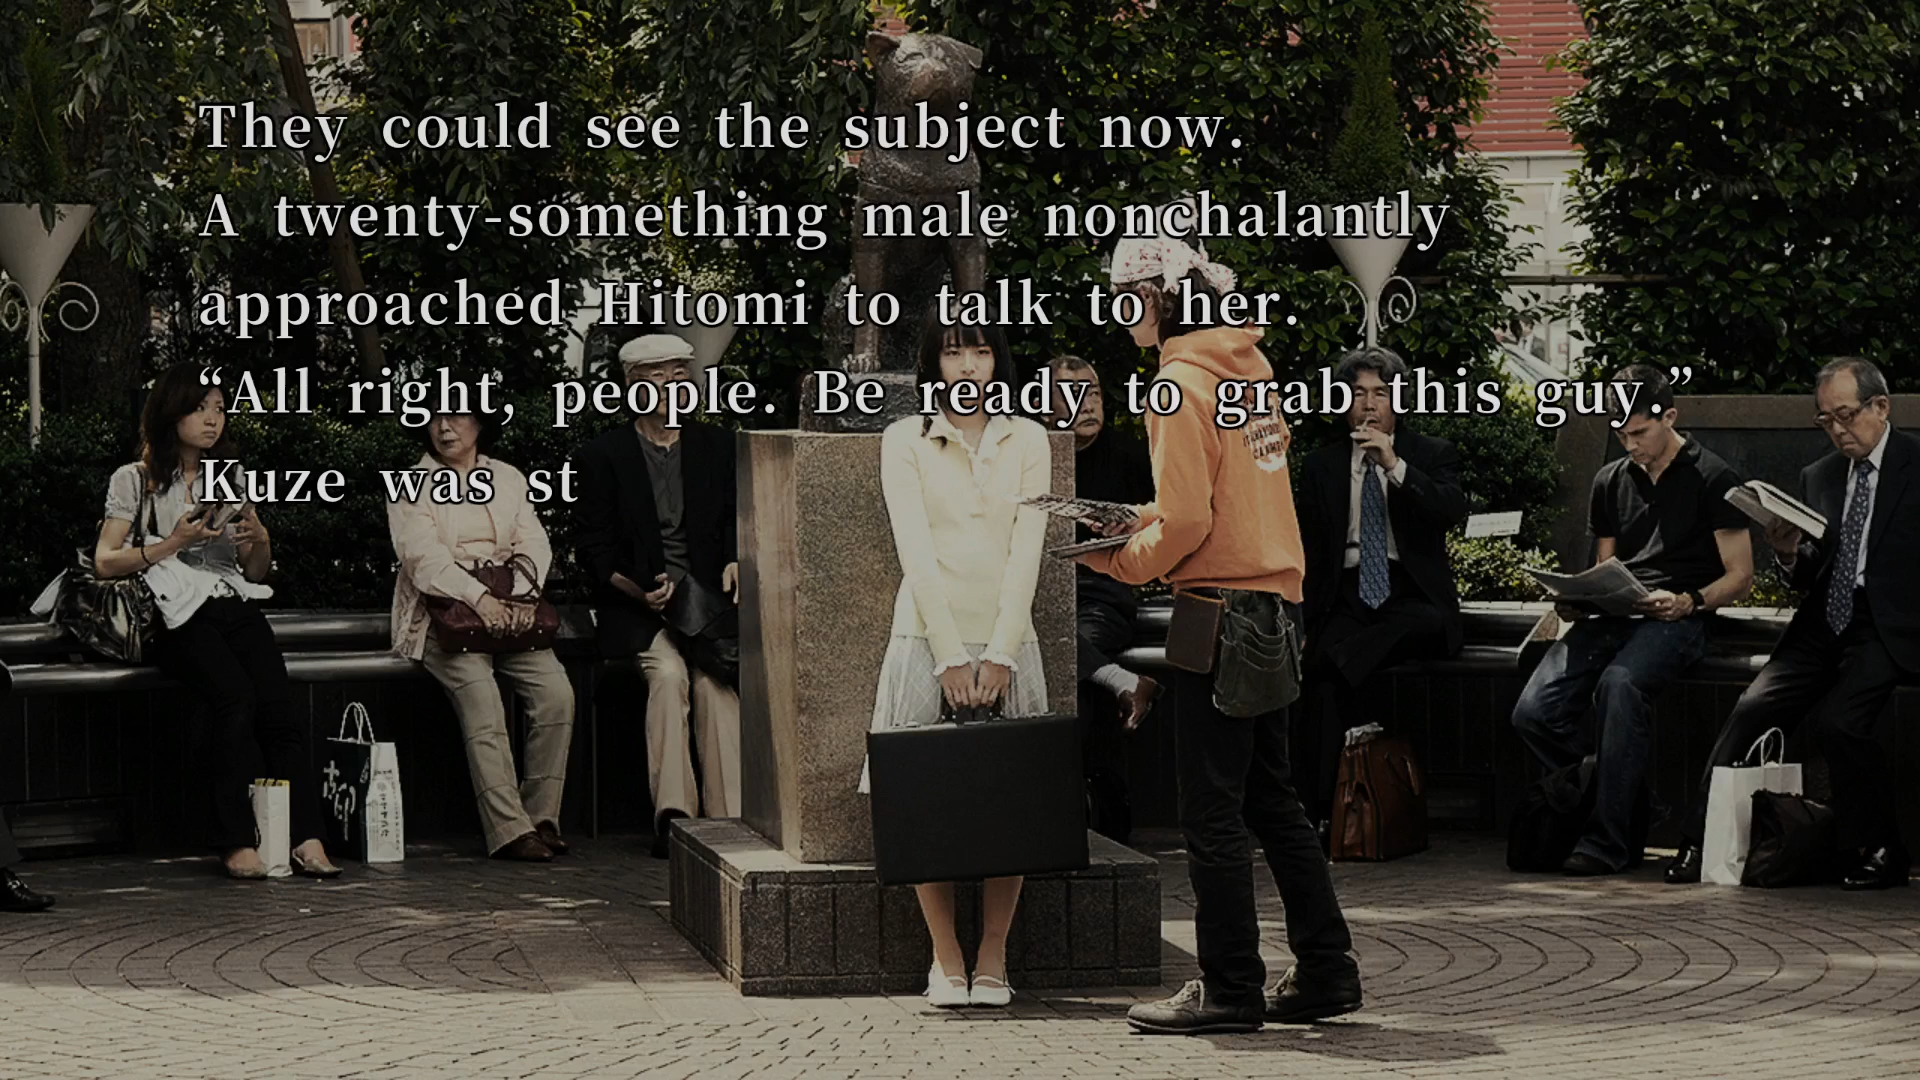 They could see the subject now.
A twenty-something male nonchalantly
approached Hitomi to talk to her.
“All right, people. Be ready to grab this guy.”
Kuze was st